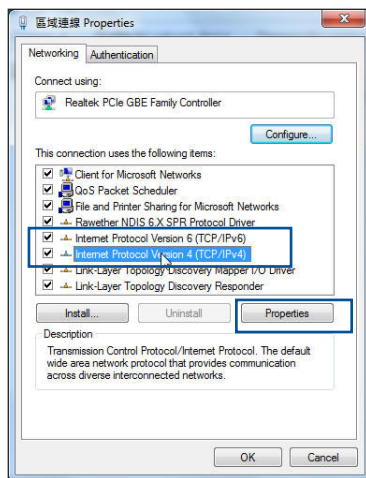 區域連線 Properties
Networking Authentication
Connect using:
Realtek PCIe GBE Family Controller
Configure...
This connection uses the following items:
Client for Microsoft Networks
QoS Packet Scheduler
File and Printer Sharing for Microsoft Networks
Rawether NDIS 6.X SPR Protocol Driver
Internet Protocol Version 6 (TCP/IPv6)
Internet Protocol Version 4 (TCP/IPv4)
Link-Layer Topology Discovery Mapper I/O Driver
Link-Layer Topology Discovery Responder
Install... Uninstall Properties
Description
Transmission Control Protocol/Internet Protocol. The default
wide area network protocol that provides communication
across diverse interconnected networks.
OK Cancel